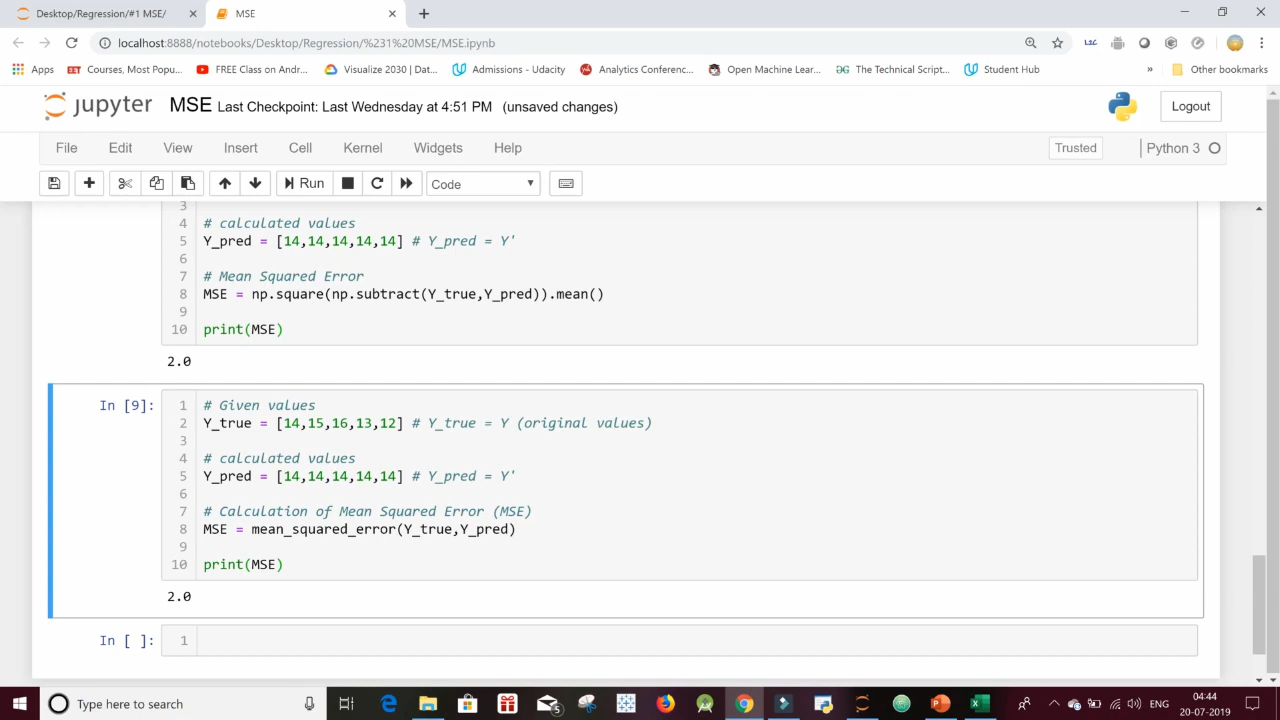 Desktop/Regression/#1 MSE/
MSE
localhost:8888/notebooks/Desktop/Regression/%231%20MSE/MSE.ipynb
Apps
Courses, Most Popu...
FREE Class on Andr...
Visualize 2030 | Dat...
Admissions - Udacity
Analytics Conferenc...
Open Machine Lear...
The Technical Script...
Student Hub
»
Other bookmarks
jupyter MSE Last Checkpoint: Last Wednesday at 4:51 PM (unsaved changes)
Logout
File Edit View Insert Cell Kernel Widgets Help
Trusted
Python 3
Run
Code
3
4 # calculated values
5 Y_pred = [14,14,14,14,14] # Y_pred = Y'
6
7 # Mean Squared Error
8 MSE = np.square(np.subtract(Y_true,Y_pred)).mean()
9
10 print(MSE)
2.0
In [9]:
1 # Given values
2 Y_true = [14,15,16,13,12] # Y_true = Y (original values)
3
4 # calculated values
5 Y_pred = [14,14,14,14,14] # Y_pred = Y'
6
7 # Calculation of Mean Squared Error (MSE)
8 MSE = mean_squared_error(Y_true,Y_pred)
9
10 print(MSE)
2.0
In [ ]: 1
Type here to search
5
ENG
04:44
20-07-2019